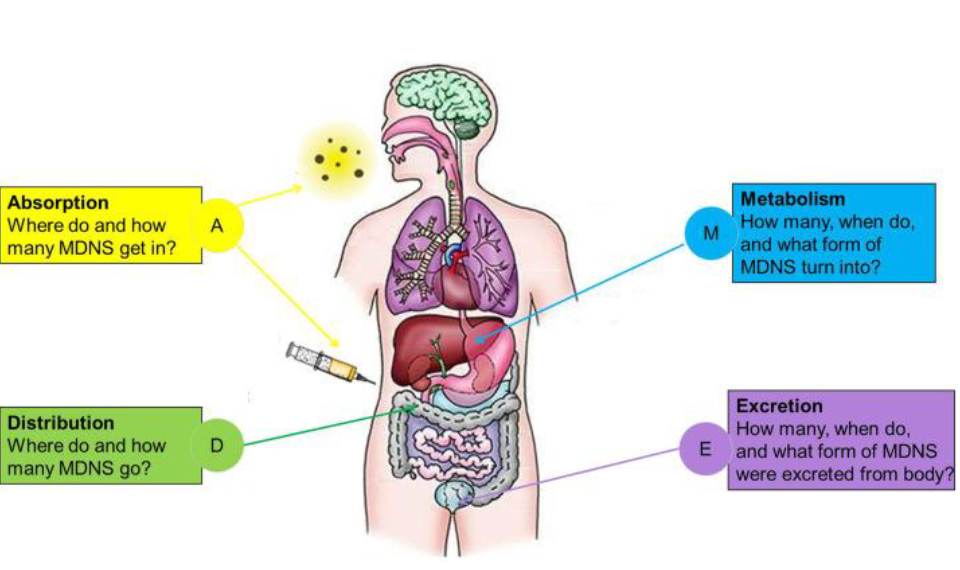 Absorption
Where do and how
many MDNS get in?
A
Distribution
Where do and how
many MDNS go?
D
M
Metabolism
How many, when do,
and what form of
MDNS turn into?
E
Excretion
How many, when do,
and what form of MDNS
were excreted from body?